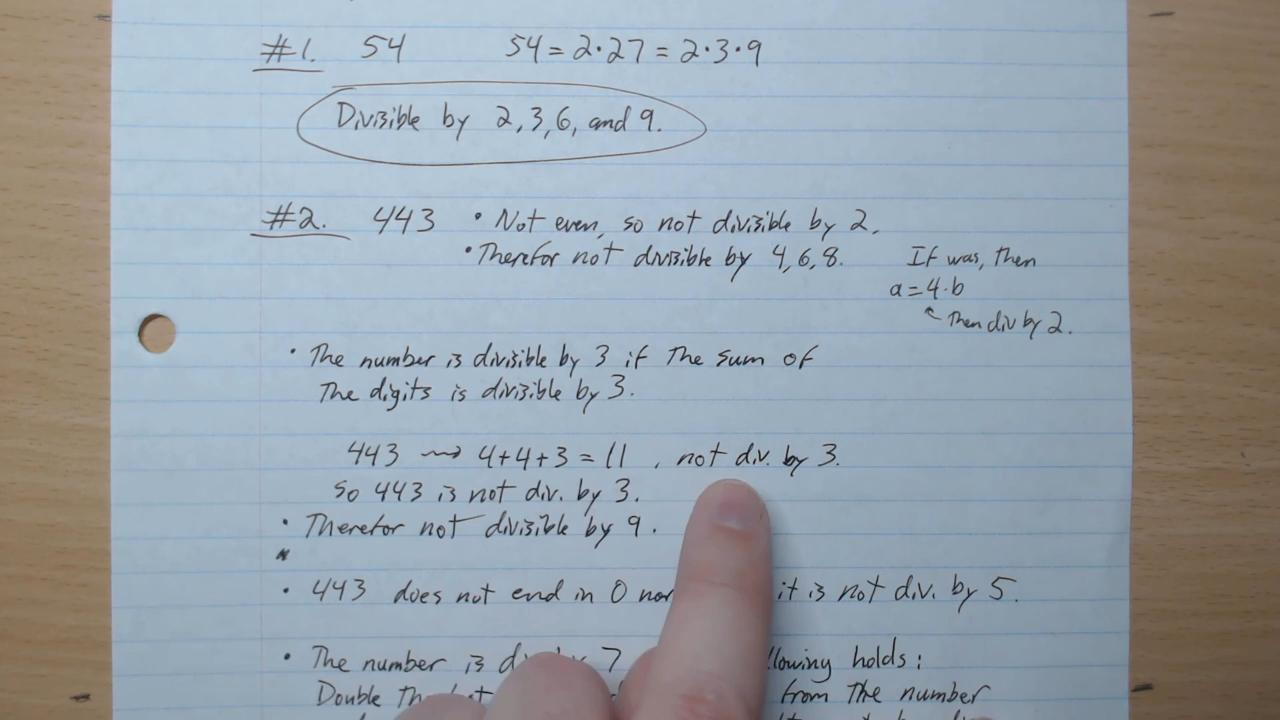 #1. 54 54 = 2·27 = 2·3·9
Divisible by 2, 3, 6, and 9.
#2. 443 • Not even, so not divisible by 2.
• Therefor not divisible by 4, 6, 8.
If was, then
a = 4·b
Then div by 2.
• The number is divisible by 3 if the sum of
The digits is divisible by 3.
443 ⇝ 4+4+3 = 11, not div. by 3.
So 443 is not div. by 3.
• Therefor not divisible by 9.
• 443 does not end in 0 nor it is not div. by 5.
• The number is 7 holds:
Double from the number